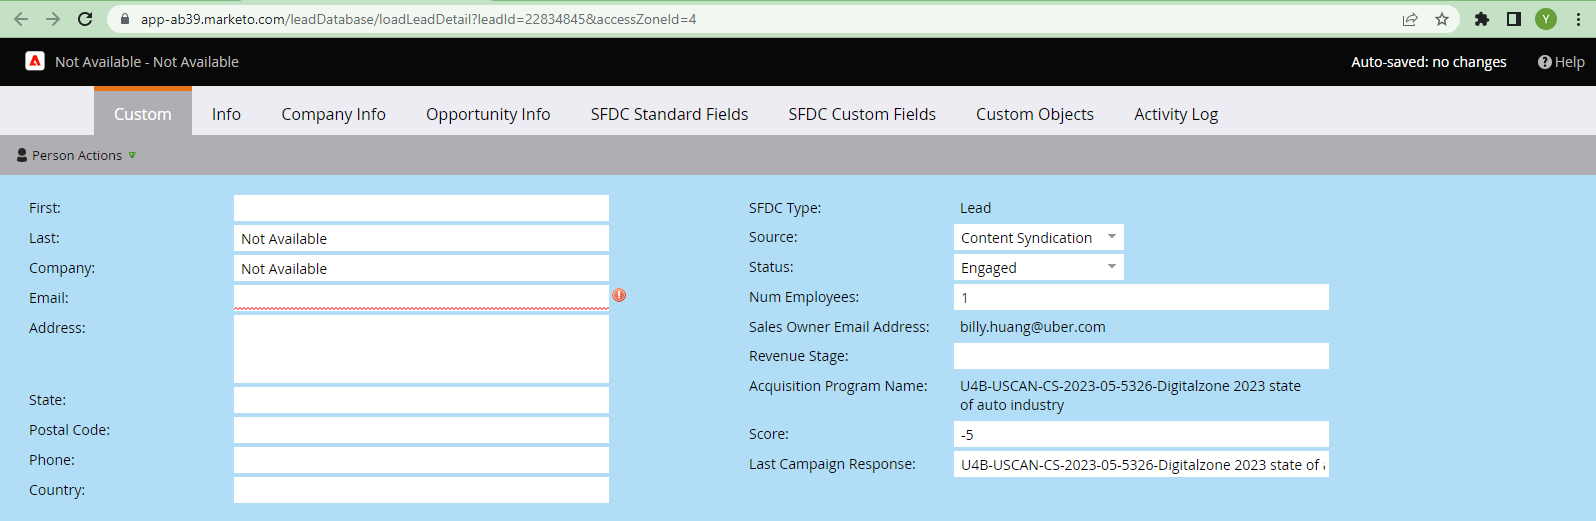 app-ab39.marketo.com/leadDatabase/loadLeadDetail?leadId=22834845&accessZoneId=4
Y
Not Available - Not Available
Auto-saved: no changes
Help
Custom
Info
Company Info
Opportunity Info
SFDC Standard Fields
SFDC Custom Fields
Custom Objects
Activity Log
Person Actions
First:
Last: Not Available
Company: Not Available
Email:
Address:
State:
Postal Code:
Phone:
Country:
SFDC Type: Lead
Source: Content Syndication
Status: Engaged
Num Employees: 1
Sales Owner Email Address: billy.huang@uber.com
Revenue Stage:
Acquisition Program Name: U4B-USCAN-CS-2023-05-5326-Digitalzone 2023 state
of auto industry
Score: -5
Last Campaign Response: U4B-USCAN-CS-2023-05-5326-Digitalzone 2023 state of